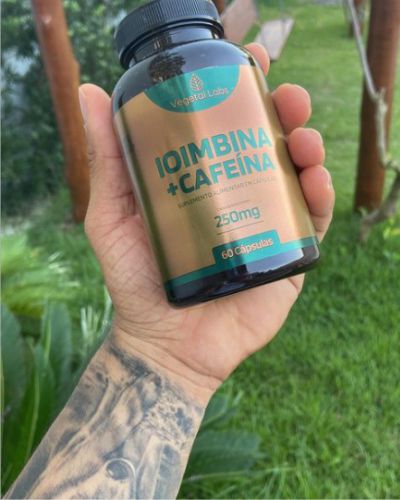 Vegetal Labs
IOIMBINA
+CAFEÍNA
SUPLEMENTO ALIMENTAR EM CÁPSULAS
250mg
60 Cápsulas